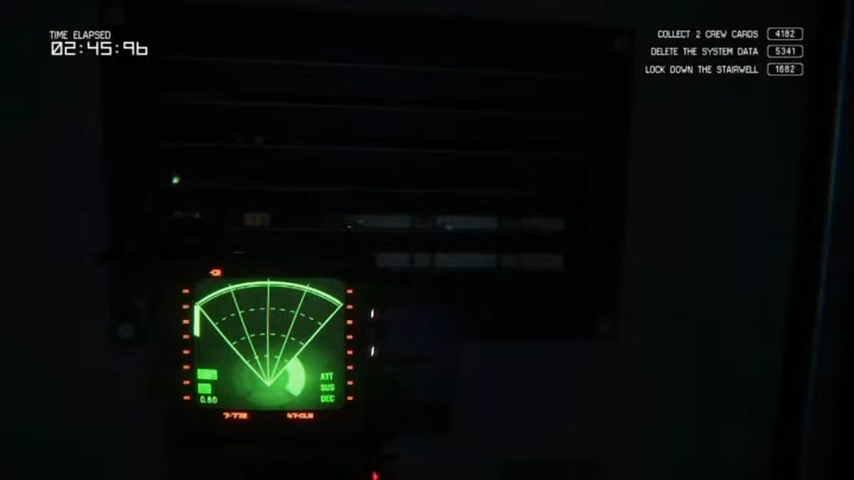 TIME ELAPSED
02:45:96
COLLECT 2 CREW CARDS 4182
DELETE THE SYSTEM DATA 5341
LOCK DOWN THE STAIRWELL 1682
ATT
SUS
DEC
0.80